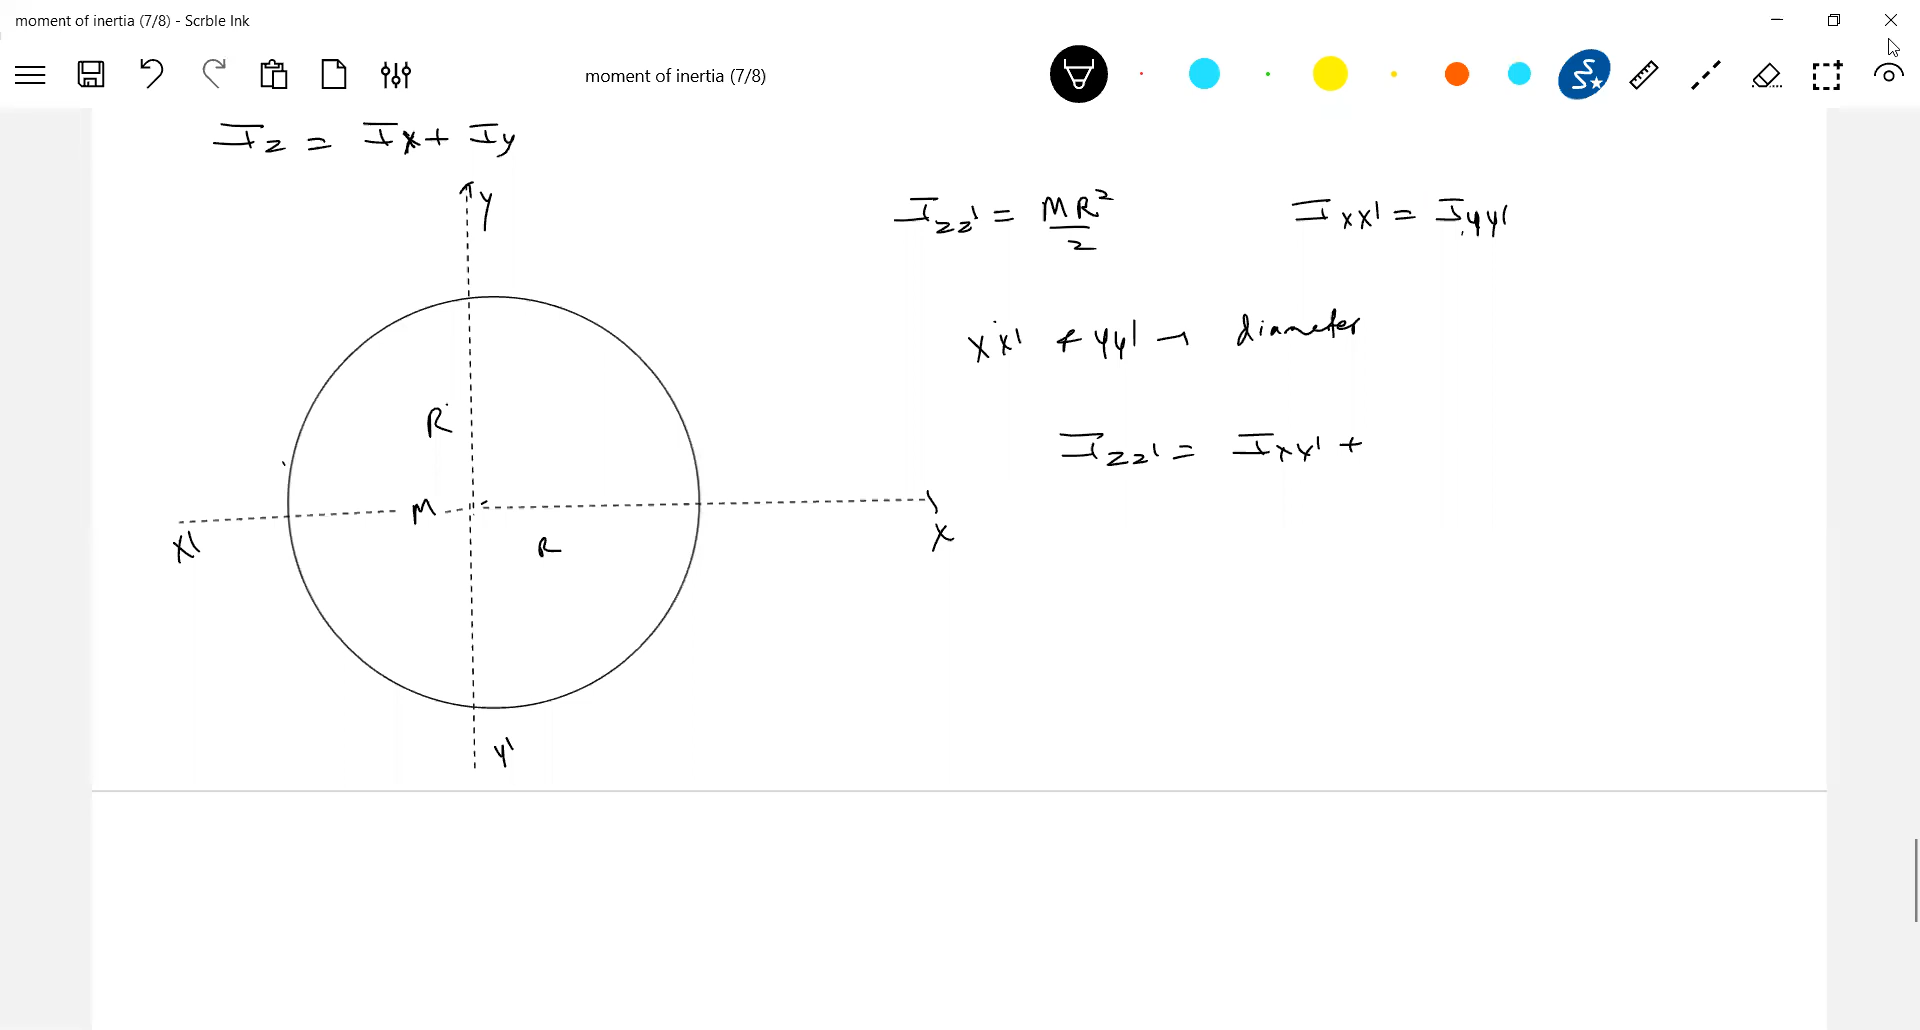 moment of inertia (7/8) - Scrble Ink
moment of inertia (7/8)
Iz = Ix + Iy
Y
Izz' = MR²/2
Ixx' = Iyy'
xx' & yy' → diameter
R
Izz' = Ixx' +
M
X'
R
X
Y'